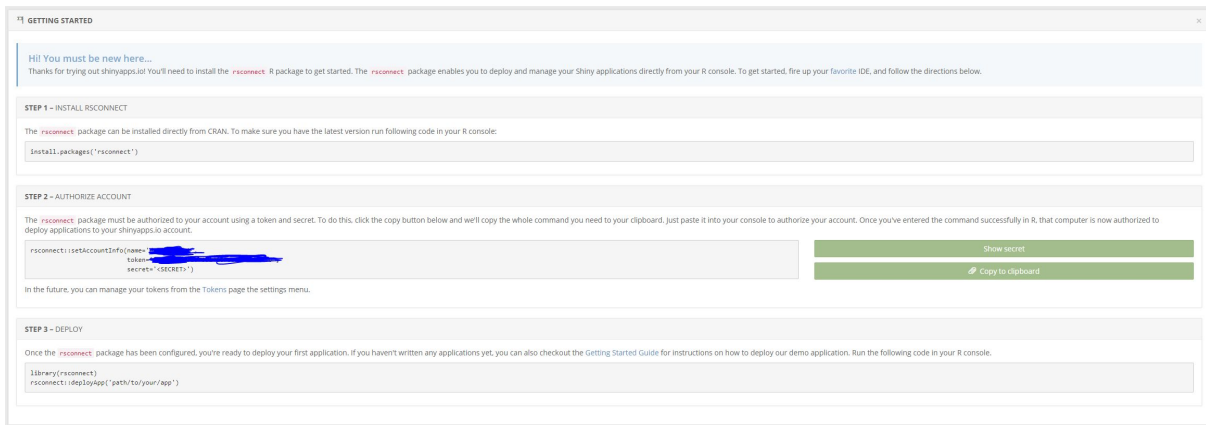 GETTING STARTED
×
Hi! You must be new here...
Thanks for trying out shinyapps.io! You'll need to install the rsconnect R package to get started. The rsconnect package enables you to deploy and manage your Shiny applications directly from your R console. To get started, fire up your favorite IDE, and follow the directions below.
STEP 1 – INSTALL RSCONNECT
The rsconnect package can be installed directly from CRAN. To make sure you have the latest version run following code in your R console:
install.packages('rsconnect')
STEP 2 – AUTHORIZE ACCOUNT
The rsconnect package must be authorized to your account using a token and secret. To do this, click the copy button below and we'll copy the whole command you need to your clipboard. Just paste it into your console to authorize your account. Once you've entered the command successfully in R, that computer is now authorized to
deploy applications to your shinyapps.io account.
rsconnect::setAccountInfo(name='
token=
secret='<SECRET>')
Show secret
Copy to clipboard
In the future, you can manage your tokens from the Tokens page the settings menu.
STEP 3 – DEPLOY
Once the rsconnect package has been configured, you're ready to deploy your first application. If you haven't written any applications yet, you can also checkout the Getting Started Guide for instructions on how to deploy our demo application. Run the following code in your R console.
library(rsconnect)
rsconnect::deployApp('path/to/your/app')